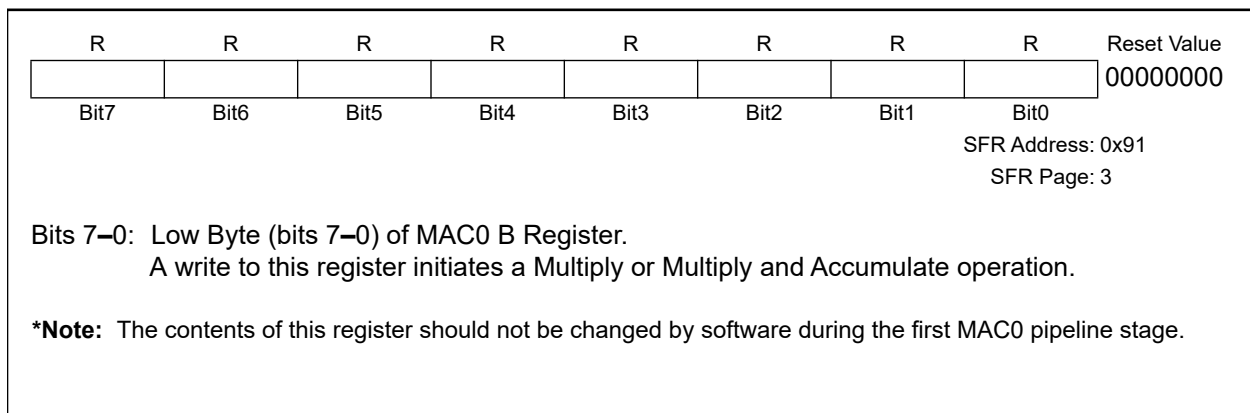 R R R R R R R R Reset Value
00000000
Bit7 Bit6 Bit5 Bit4 Bit3 Bit2 Bit1 Bit0
SFR Address: 0x91
SFR Page: 3
Bits 7–0: Low Byte (bits 7–0) of MAC0 B Register.
A write to this register initiates a Multiply or Multiply and Accumulate operation.
*Note: The contents of this register should not be changed by software during the first MAC0 pipeline stage.